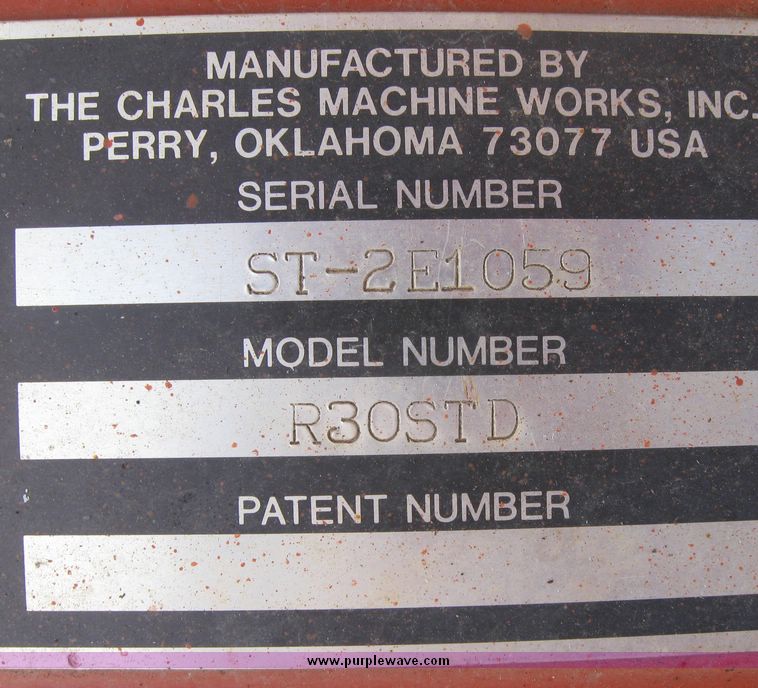 MANUFACTURED BY
THE CHARLES MACHINE WORKS, INC.
PERRY, OKLAHOMA 73077 USA
SERIAL NUMBER
ST-2E1059
MODEL NUMBER
R30STD
PATENT NUMBER
www.purplewave.com